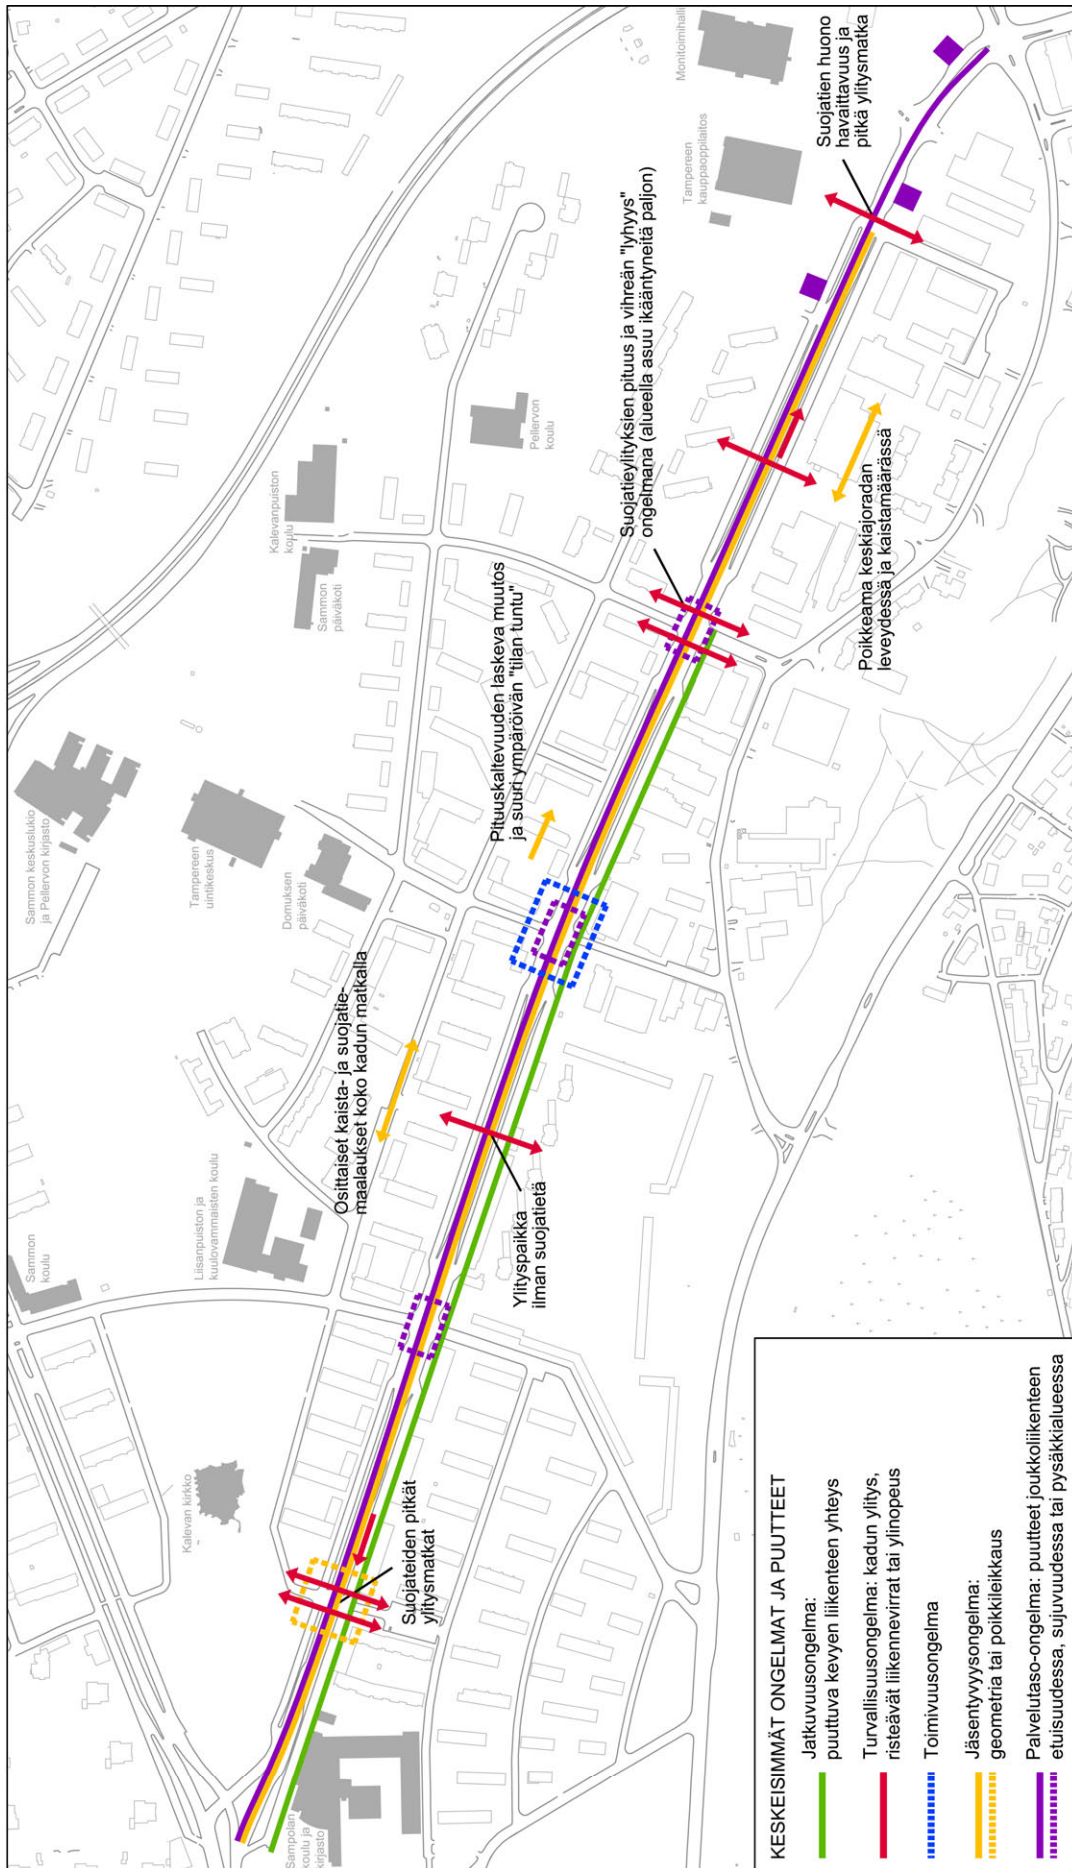 Sammon
koulu
Sammon keskuslukio
ja Pellervon kirjasto
Kalevan kirkko
Liisanpuiston ja
kuulovammaisten koulu
Tampereen
uintikeskus
Domuksen
päiväkoti
Kalevanpuiston
koulu
Sammon
päiväkoti
Pellervon
koulu
Tampereen
kauppaoppilaitos
Monitoimihalli
Sampolan
koulu ja
kirjasto
Osittaiset kaista- ja suojatie-
maalaukset koko kadun matkalla
Pituuskaltevuuden laskeva muutos
ja suuri ympäröivän "tilan tuntu"
Suojatieylityksien pituus ja vihreän "lyhyys"
ongelmana (alueella asuu ikääntyneitä paljon)
Suojatien huono
havaittavuus ja
pitkä ylitysmatka
Suojateiden pitkät
ylitysmatkat
Ylityspaikka
ilman suojatietä
Poikkeama keskiajoradan
leveydessä ja kaistamäärässä
KESKEISIMMÄT ONGELMAT JA PUUTTEET
Jatkuvuusongelma:
puuttuva kevyen liikenteen yhteys
Turvallisuusongelma: kadun ylitys,
risteävät liikennevirrat tai ylinopeus
Toimivuusongelma
Jäsentyvyysongelma:
geometria tai poikkileikkaus
Palvelutaso-ongelma: puutteet joukkoliikenteen
etuisuudessa, sujuvuudessa tai pysäkkialueessa